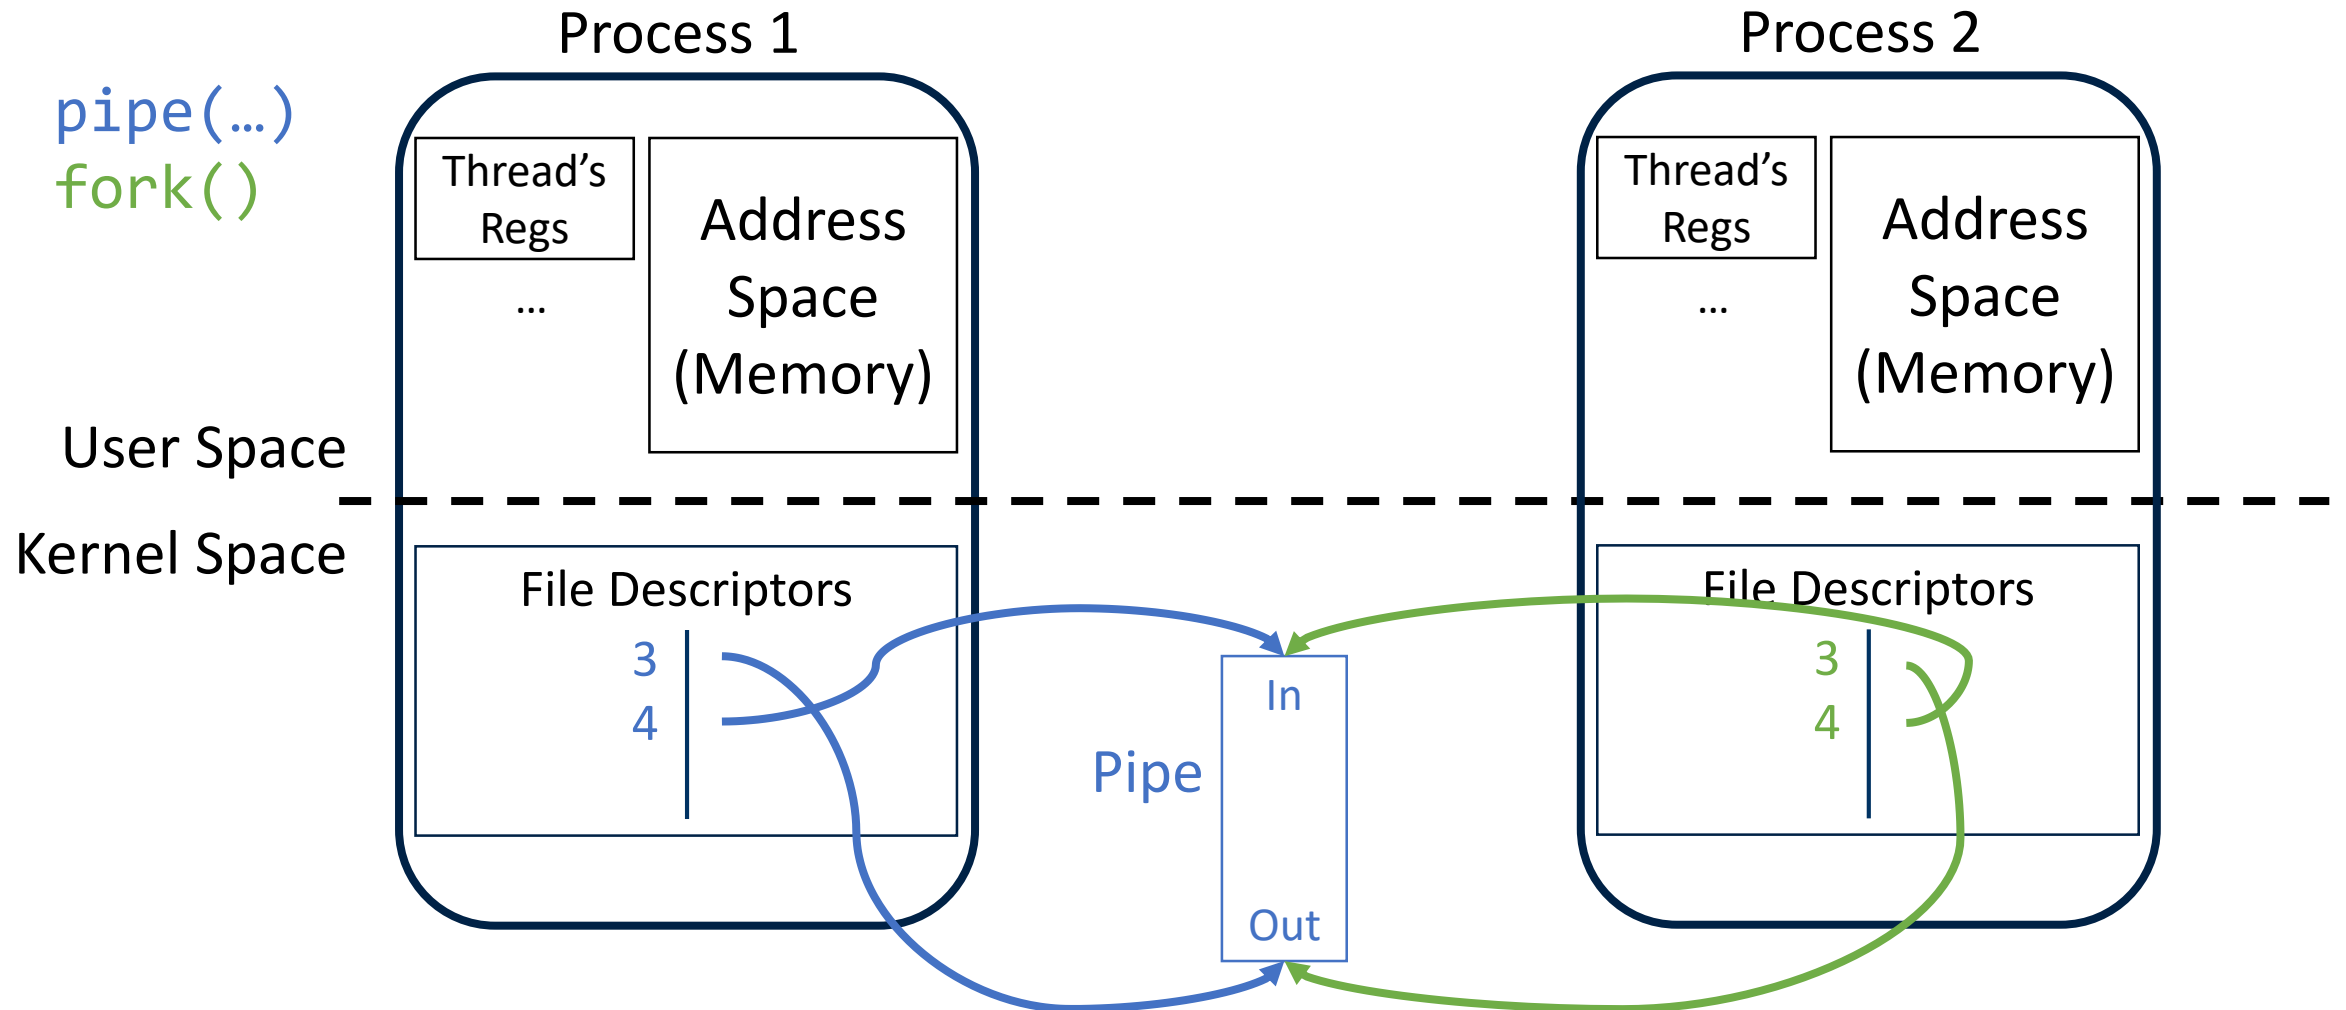 Process 1
Process 2
pipe(…)
fork()
Thread's
Regs
…
Address
Space
(Memory)
Thread's
Regs
…
Address
Space
(Memory)
User Space
Kernel Space
File Descriptors
3
4
File Descriptors
3
4
In
Pipe
Out